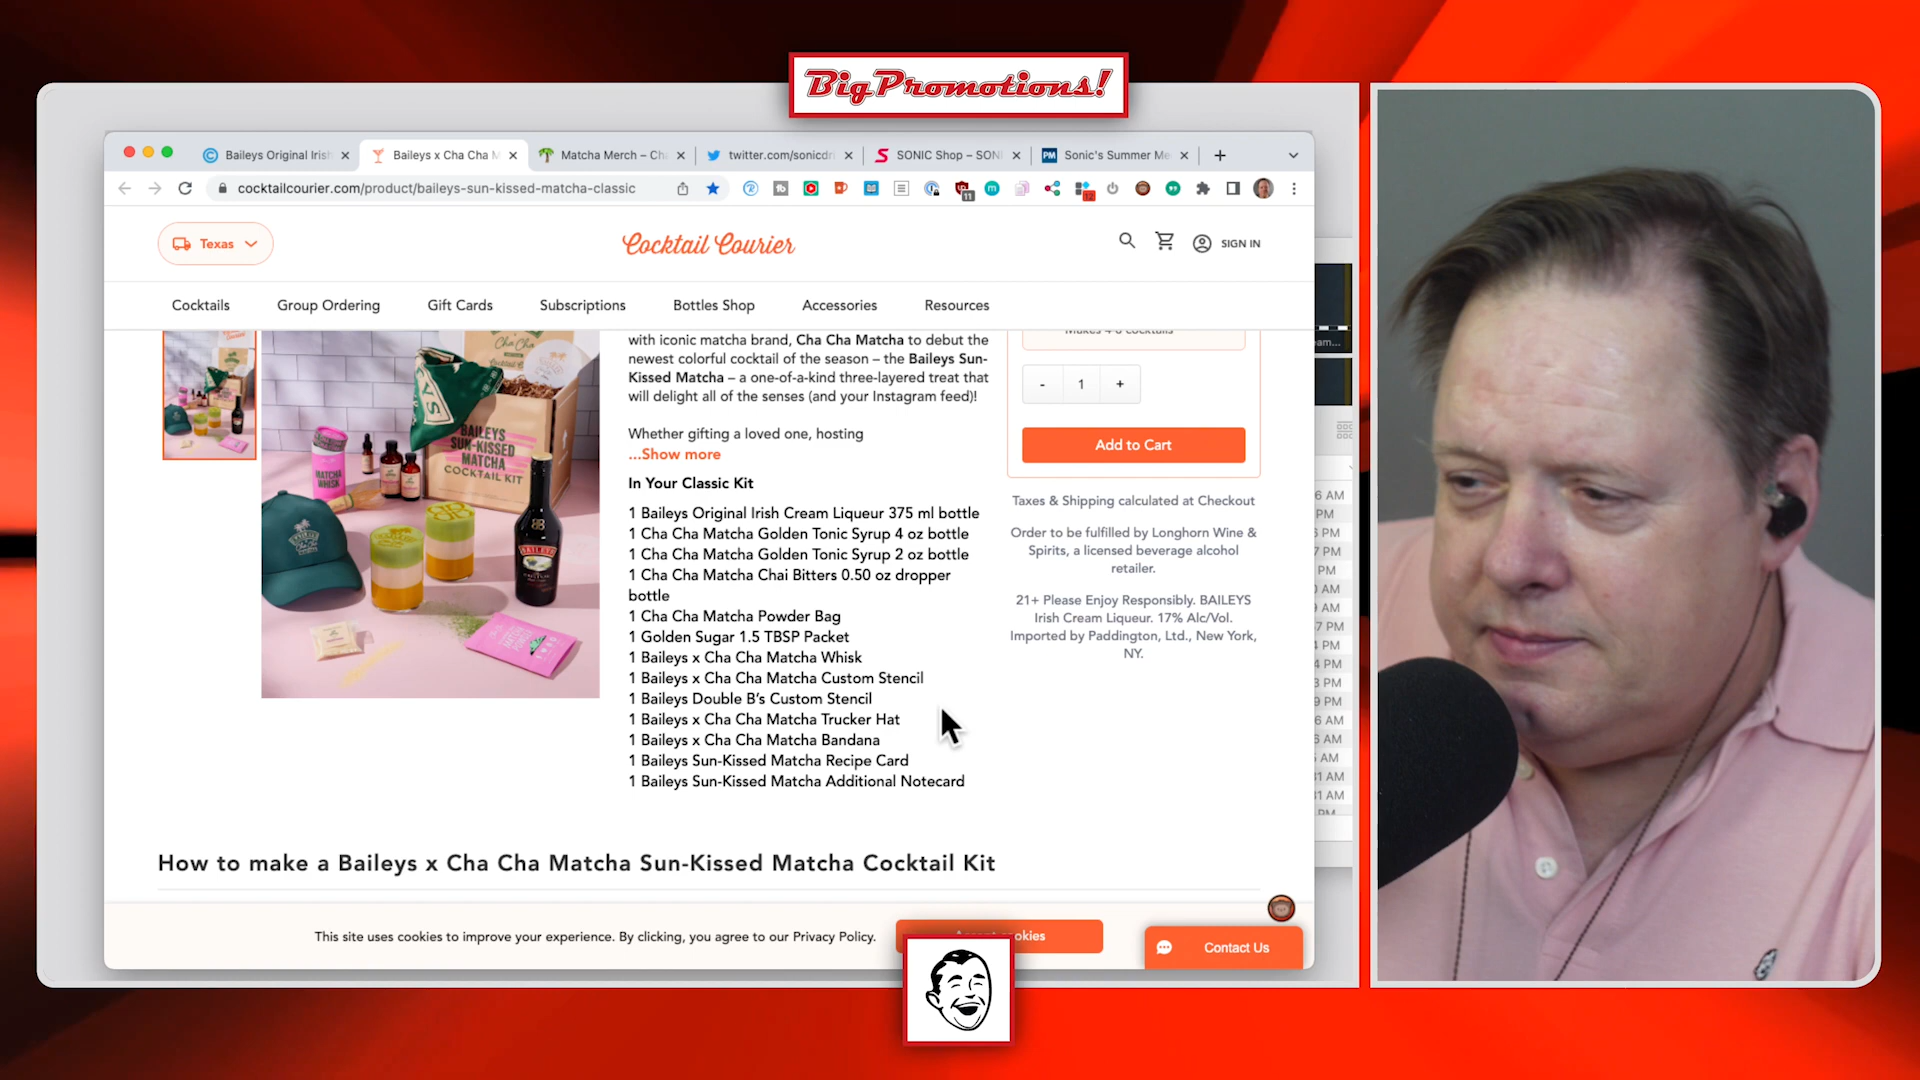 Big Promotions!
Baileys Original Irish
Baileys x Cha Cha M
Matcha Merch – Ch
twitter.com/sonicdr
SONIC Shop – SON
PM Sonic's Summer Me
cocktailcourier.com/product/baileys-sun-kissed-matcha-classic
11
12
Texas
Cocktail Courier
SIGN IN
Cocktails
Group Ordering
Gift Cards
Subscriptions
Bottles Shop
Accessories
Resources
with iconic matcha brand, Cha Cha Matcha to debut the
newest colorful cocktail of the season – the Baileys Sun-
Kissed Matcha – a one-of-a-kind three-layered treat that
will delight all of the senses (and your Instagram feed)!
Whether gifting a loved one, hosting
...Show more
In Your Classic Kit
1 Baileys Original Irish Cream Liqueur 375 ml bottle
1 Cha Cha Matcha Golden Tonic Syrup 4 oz bottle
1 Cha Cha Matcha Golden Tonic Syrup 2 oz bottle
1 Cha Cha Matcha Chai Bitters 0.50 oz dropper
bottle
1 Cha Cha Matcha Powder Bag
1 Golden Sugar 1.5 TBSP Packet
1 Baileys x Cha Cha Matcha Whisk
1 Baileys x Cha Cha Matcha Custom Stencil
1 Baileys Double B's Custom Stencil
1 Baileys x Cha Cha Matcha Trucker Hat
1 Baileys x Cha Cha Matcha Bandana
1 Baileys Sun-Kissed Matcha Recipe Card
1 Baileys Sun-Kissed Matcha Additional Notecard
Makes 4-6 cocktails
- 1 +
Add to Cart
Taxes & Shipping calculated at Checkout
Order to be fulfilled by Longhorn Wine &
Spirits, a licensed beverage alcohol
retailer.
21+ Please Enjoy Responsibly. BAILEYS
Irish Cream Liqueur. 17% Alc/Vol.
Imported by Paddington, Ltd., New York,
NY.
BAILEYS
SUN-KISSED
MATCHA
COCKTAIL KIT
MATCHA
WHISK
BAILEYS
How to make a Baileys x Cha Cha Matcha Sun-Kissed Matcha Cocktail Kit
This site uses cookies to improve your experience. By clicking, you agree to our Privacy Policy.
Accept cookies
Contact Us